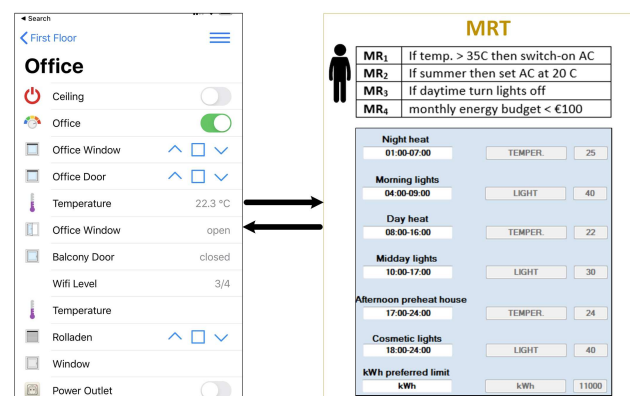 ◄ Search
First Floor
Office
Ceiling
Office
Office Window
Office Door
Temperature 22.3 °C
Office Window open
Balcony Door closed
Wifi Level 3/4
Temperature
Rolladen
Window
Power Outlet
MRT
MR1 If temp. > 35C then switch-on AC
MR2 If summer then set AC at 20 C
MR3 If daytime turn lights off
MR4 monthly energy budget < €100
Night heat
01:00-07:00 TEMPER. 25
Morning lights
04:00-09:00 LIGHT 40
Day heat
08:00-16:00 TEMPER. 22
Midday lights
10:00-17:00 LIGHT 30
Afternoon preheat house
17:00-24:00 TEMPER. 24
Cosmetic lights
18:00-24:00 LIGHT 40
kWh preferred limit
kWh kWh 11000